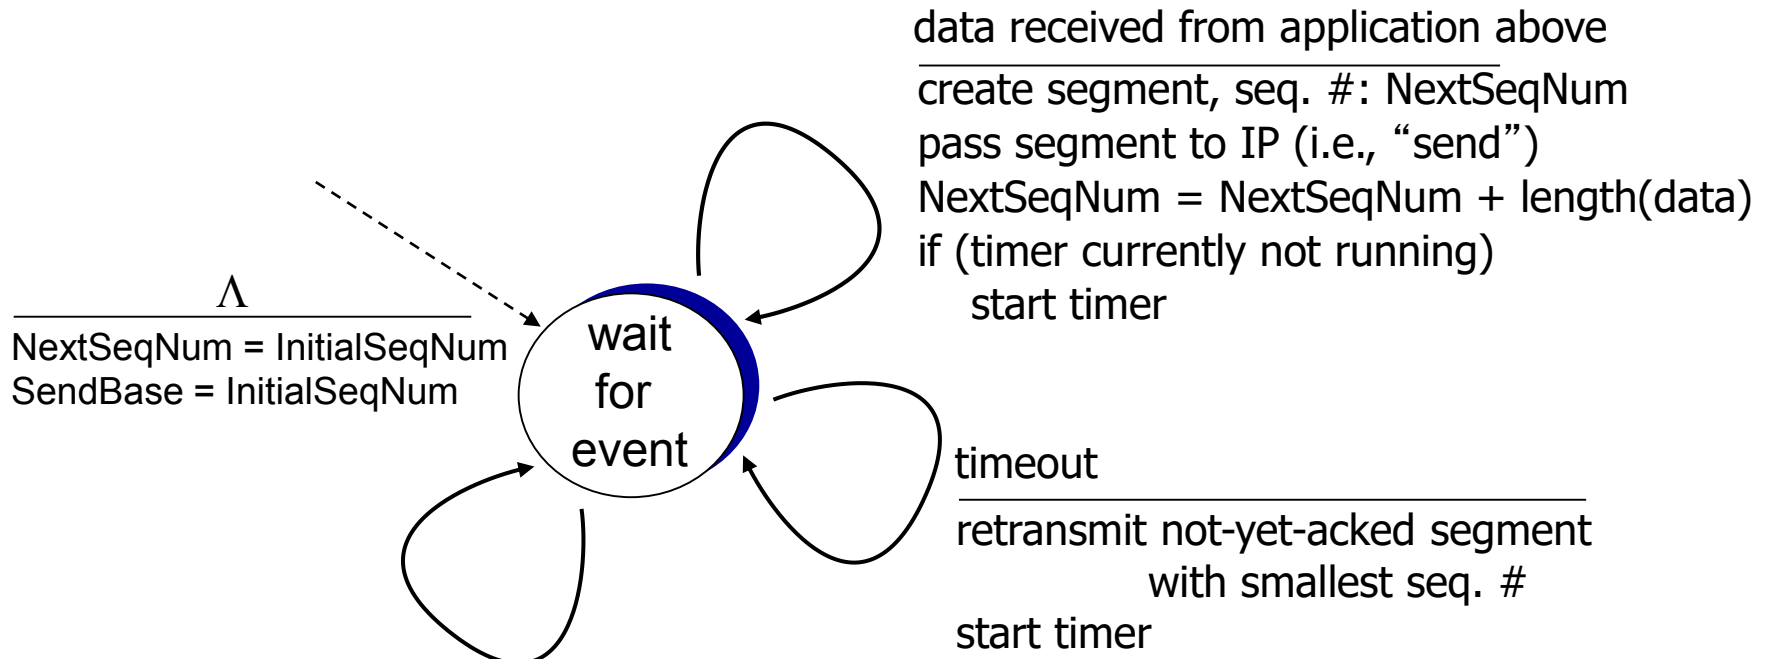 data received from application above
create segment, seq. #: NextSeqNum
pass segment to IP (i.e., “send”)
NextSeqNum = NextSeqNum + length(data)
if (timer currently not running)
start timer
Λ
NextSeqNum = InitialSeqNum
SendBase = InitialSeqNum
wait
for
event
timeout
retransmit not-yet-acked segment
with smallest seq. #
start timer